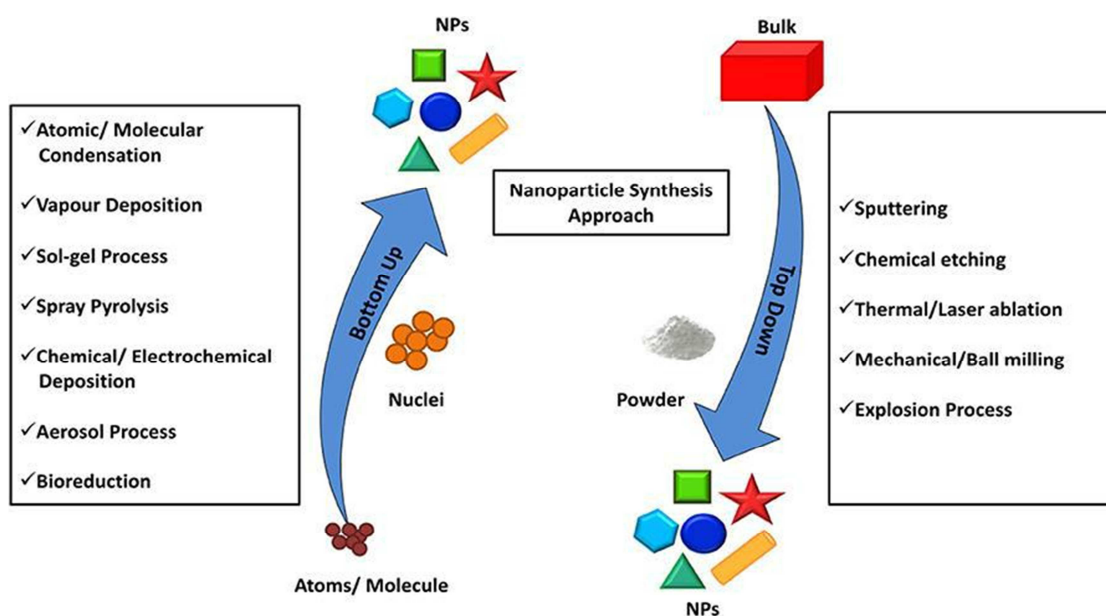 NPs
Bulk
✓Atomic/ Molecular
Condensation
✓Vapour Deposition
✓Sol-gel Process
✓Spray Pyrolysis
✓Chemical/ Electrochemical
Deposition
✓Aerosol Process
✓Bioreduction
Bottom Up
Nuclei
Atoms/ Molecule
Nanoparticle Synthesis
Approach
Top Down
Powder
NPs
✓Sputtering
✓Chemical etching
✓Thermal/Laser ablation
✓Mechanical/Ball milling
✓Explosion Process